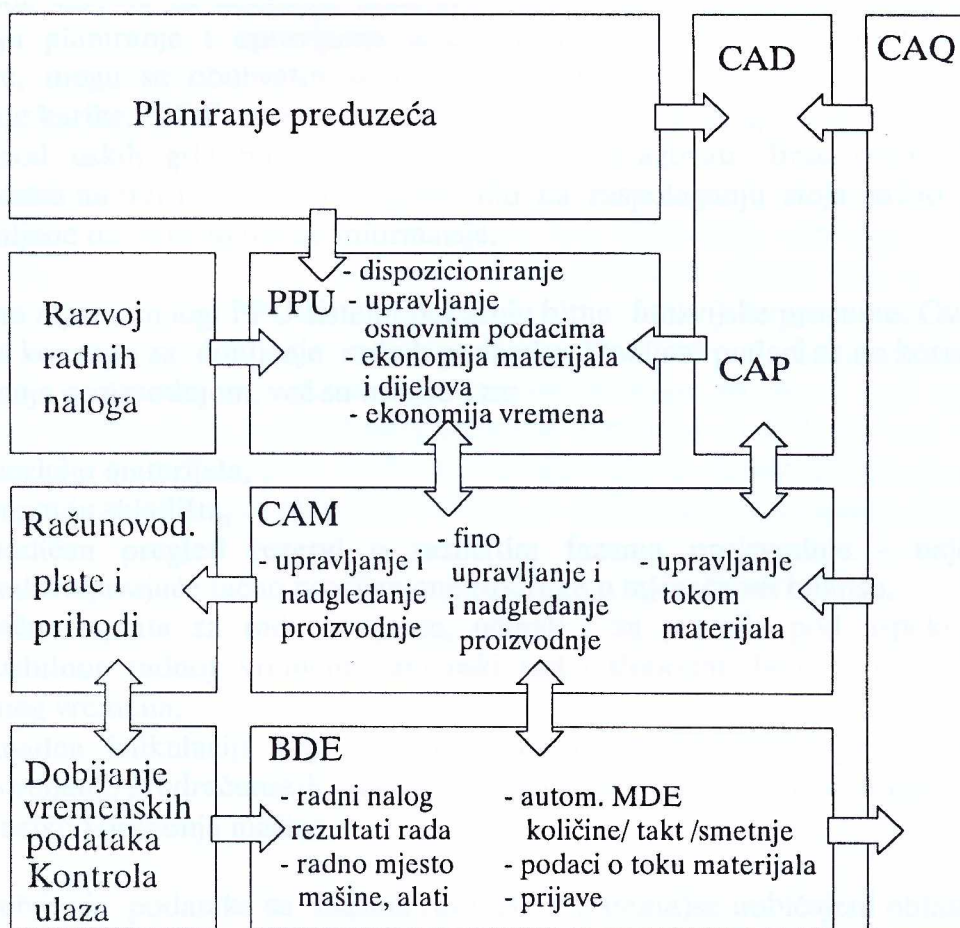 Planiranje preduzeća
CAD
CAQ
Razvoj
radnih
naloga
PPU
- dispozicioniranje
- upravljanje
osnovnim podacima
- ekonomija materijala
i dijelova
- ekonomija vremena
CAP
Računovod.
plate i
prihodi
CAM
- upravljanje i
nadgledanje
proizvodnje
- fino
upravljanje i
i nadgledanje
proizvodnje
- upravljanje
tokom
materijala
Dobijanje
vremenskih
podataka
Kontrola
ulaza
BDE
- radni nalog
rezultati rada
- radno mjesto
mašine, alati
- autom. MDE
količine/ takt /smetnje
- podaci o toku materijala
- prijave